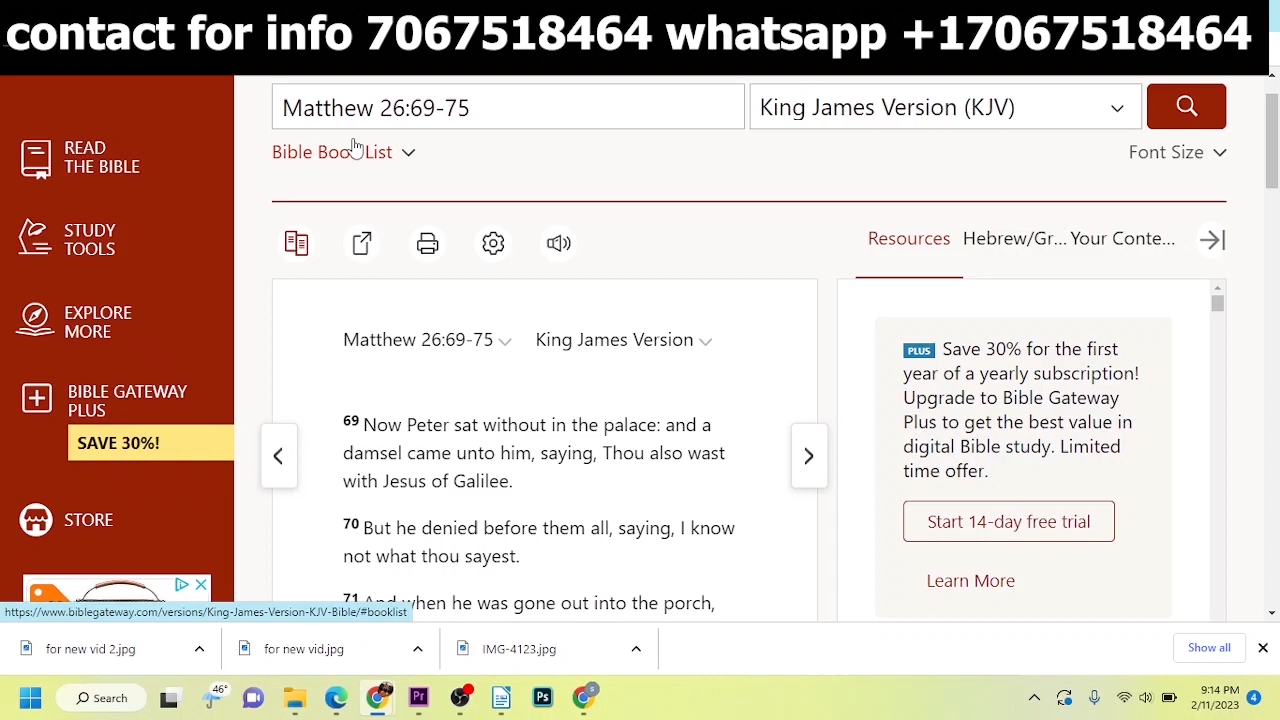 contact for info 7067518464 whatsapp +17067518464
Matthew 26:69-75
King James Version (KJV)
Bible Book List
Font Size
READ
THE BIBLE
STUDY
TOOLS
EXPLORE
MORE
BIBLE GATEWAY
PLUS
SAVE 30%!
STORE
Resources
Hebrew/Gr...
Your Conte...
Matthew 26:69-75
King James Version
69 Now Peter sat without in the palace: and a
damsel came unto him, saying, Thou also wast
with Jesus of Galilee.
70 But he denied before them all, saying, I know
not what thou sayest.
71 And when he was gone out into the porch,
PLUS Save 30% for the first
year of a yearly subscription!
Upgrade to Bible Gateway
Plus to get the best value in
digital Bible study. Limited
time offer.
Start 14-day free trial
Learn More
https://www.biblegateway.com/versions/King-James-Version-KJV-Bible/#booklist
for new vid 2.jpg
for new vid.jpg
IMG-4123.jpg
Show all
Search
46°
Pr
Ps
S
9:14 PM
2/11/2023
4